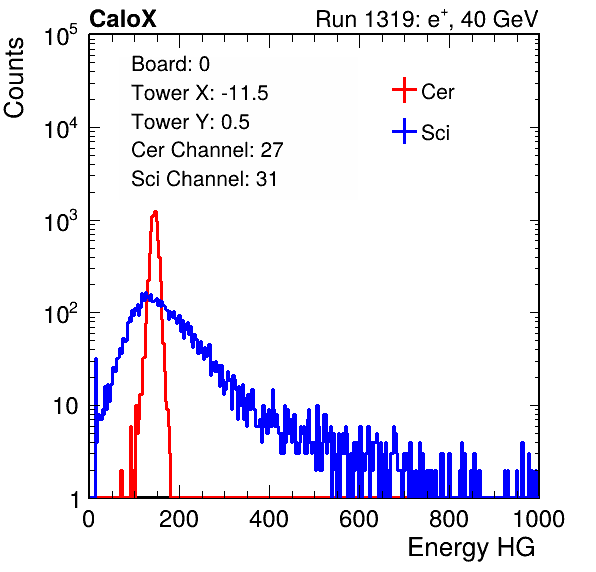 CaloX Run 1319: e⁺, 40 GeV
Board: 0
Tower X: -11.5
Tower Y: 0.5
Cer Channel: 27
Sci Channel: 31
Cer
Sci
Counts
10⁵
10⁴
10³
10²
10
1
0 200 400 600 800 1000
Energy HG